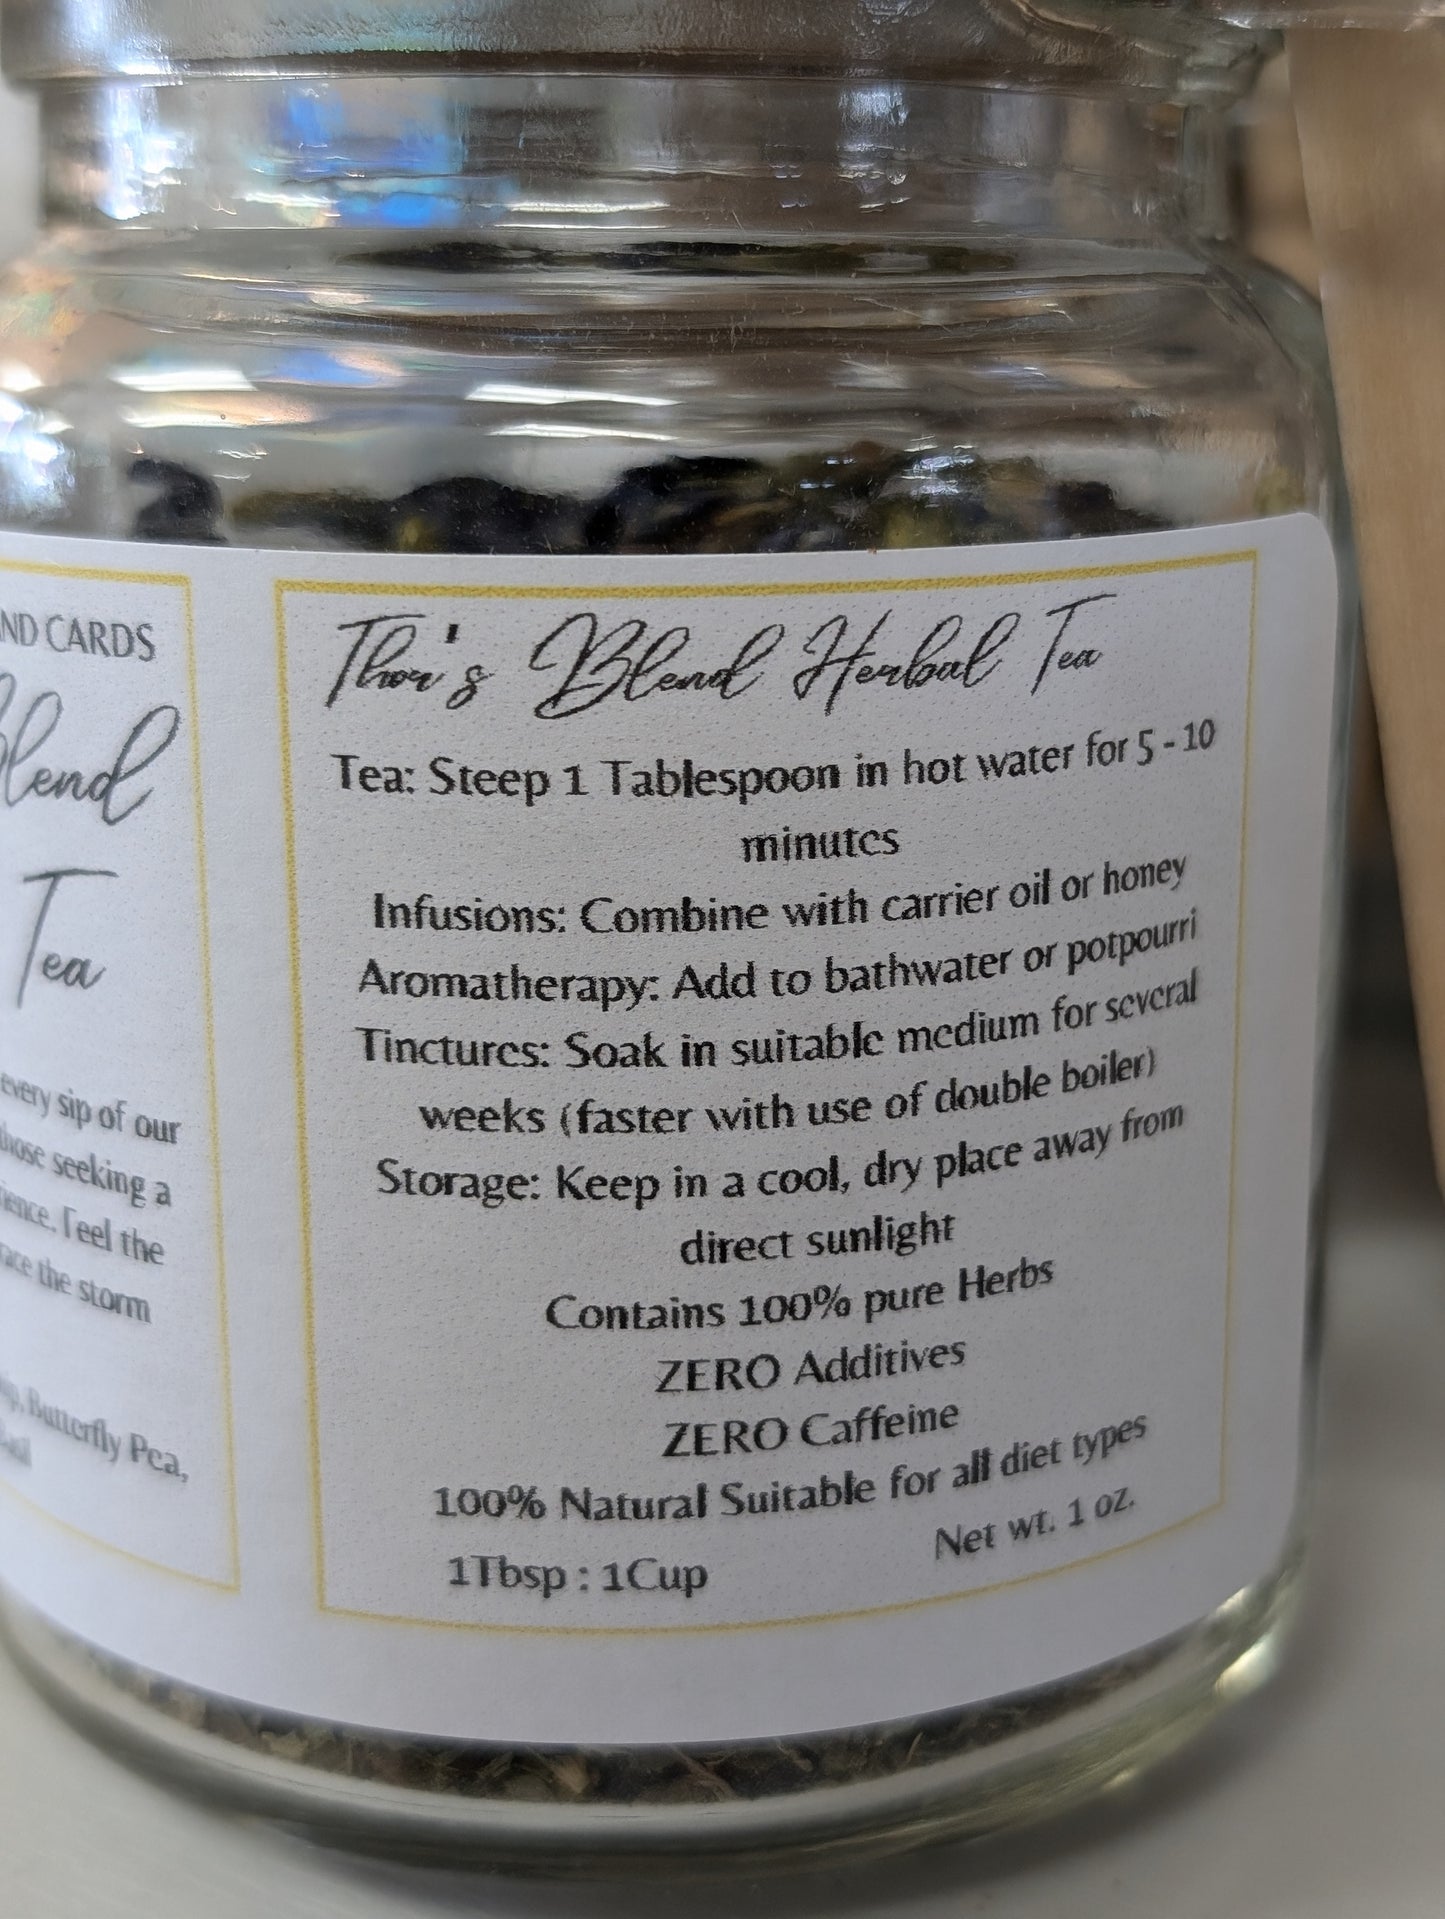 ND CARDS
Blend
Tea
every sip of our
those seeking a
ience. Feel the
race the storm
Butterfly Pea,
Thor's Blend Herbal Tea
Tea: Steep 1 Tablespoon in hot water for 5 - 10
minutes
Infusions: Combine with carrier oil or honey
Aromatherapy: Add to bathwater or potpourri
Tinctures: Soak in suitable medium for several
weeks (faster with use of double boiler)
Storage: Keep in a cool, dry place away from
direct sunlight
Contains 100% pure Herbs
ZERO Additives
ZERO Caffeine
100% Natural Suitable for all diet types
1Tbsp : 1Cup
Net wt. 1 oz.